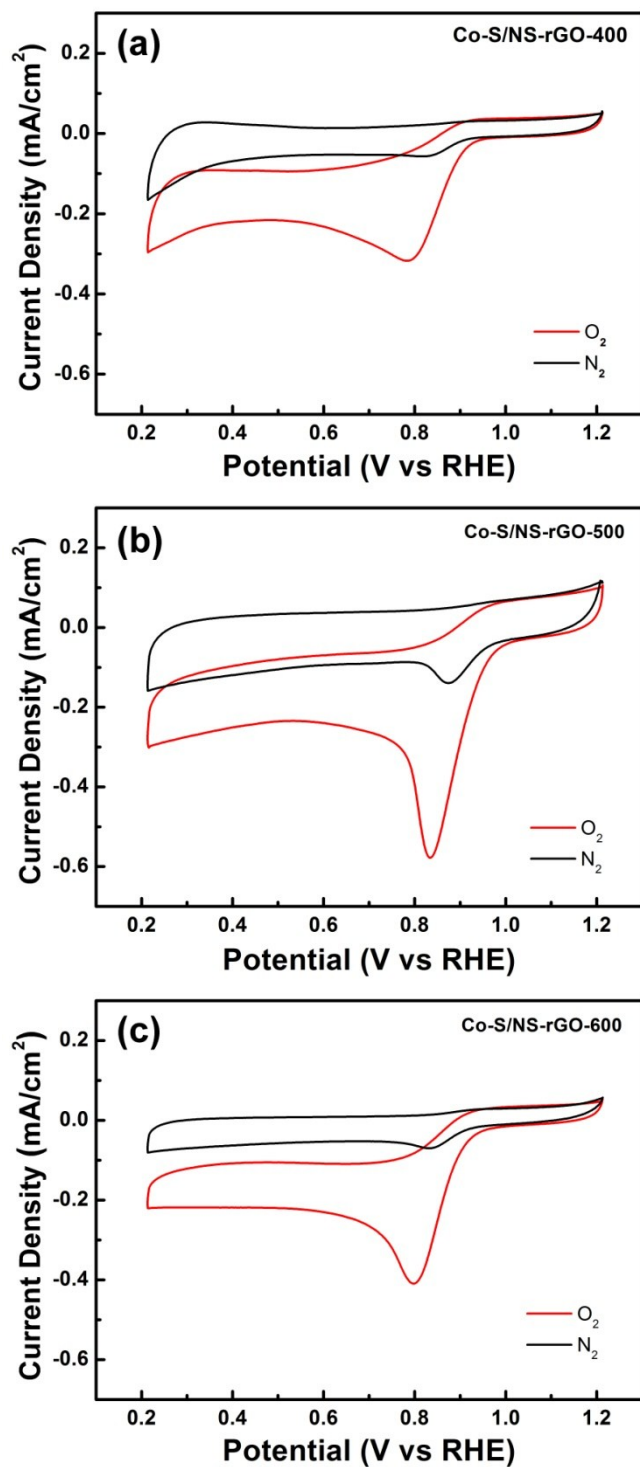 (a)
Co-S/NS-rGO-400
0.2
0.0
-0.2
-0.4
-0.6
Current Density (mA/cm²)
O₂
N₂
0.2 0.4 0.6 0.8 1.0 1.2
Potential (V vs RHE)
(b)
Co-S/NS-rGO-500
0.2
0.0
-0.2
-0.4
-0.6
Current Density (mA/cm²)
O₂
N₂
0.2 0.4 0.6 0.8 1.0 1.2
Potential (V vs RHE)
(c)
Co-S/NS-rGO-600
0.2
0.0
-0.2
-0.4
-0.6
Current Density (mA/cm²)
O₂
N₂
0.2 0.4 0.6 0.8 1.0 1.2
Potential (V vs RHE)